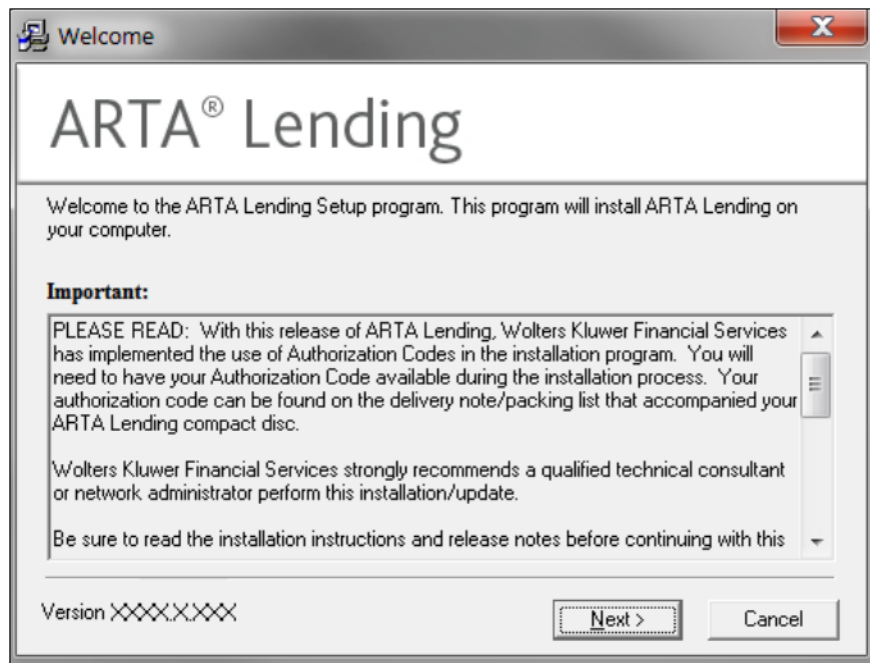 Welcome
ARTA® Lending
Welcome to the ARTA Lending Setup program. This program will install ARTA Lending on
your computer.
Important:
PLEASE READ:  With this release of ARTA Lending, Wolters Kluwer Financial Services
has implemented the use of Authorization Codes in the installation program.  You will
need to have your Authorization Code available during the installation process.  Your
authorization code can be found on the delivery note/packing list that accompanied your
ARTA Lending compact disc.
Wolters Kluwer Financial Services strongly recommends a qualified technical consultant
or network administrator perform this installation/update.
Be sure to read the installation instructions and release notes before continuing with this
Version XXXX.X.XXX
Next >
Cancel